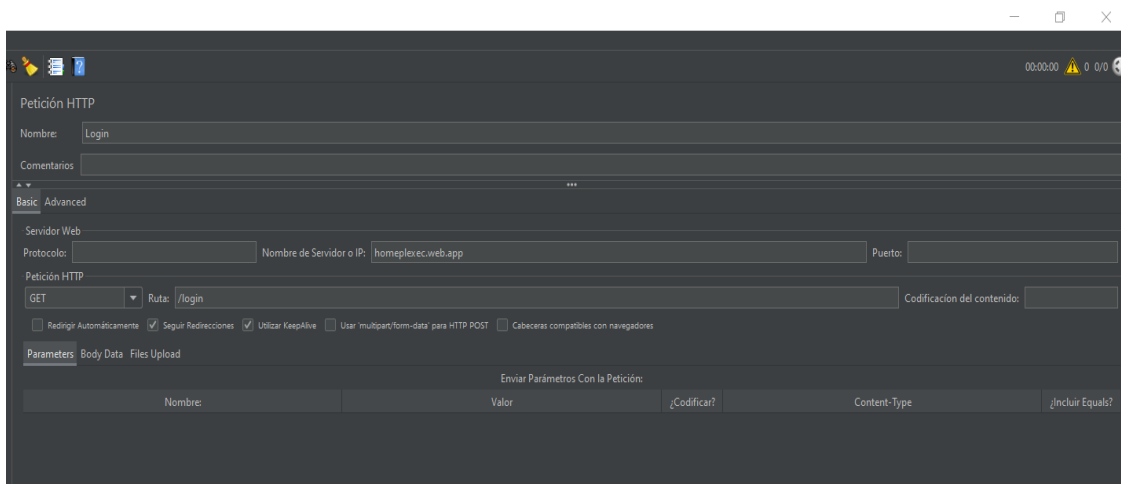 00:00:00 0 0/0
Petición HTTP
Nombre: Login
Comentarios
Basic Advanced
Servidor Web
Protocolo: Nombre de Servidor o IP: homeplexec.web.app Puerto:
Petición HTTP
GET Ruta: /login Codificacíon del contenido:
Redirigir Automáticamente Seguir Redirecciones Utilizar KeepAlive Usar 'multipart/form-data' para HTTP POST Cabeceras compatibles con navegadores
Parameters Body Data Files Upload
Enviar Parámetros Con la Petición:
Nombre: Valor ¿Codificar? Content-Type ¿Incluir Equals?